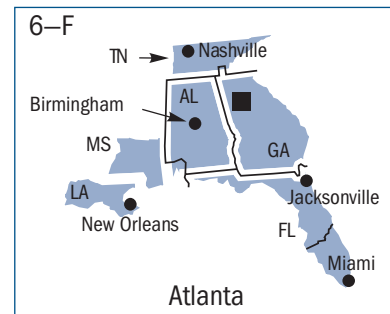 6–F
TN
Nashville
AL
Birmingham
MS
GA
LA
Jacksonville
New Orleans
FL
Miami
Atlanta